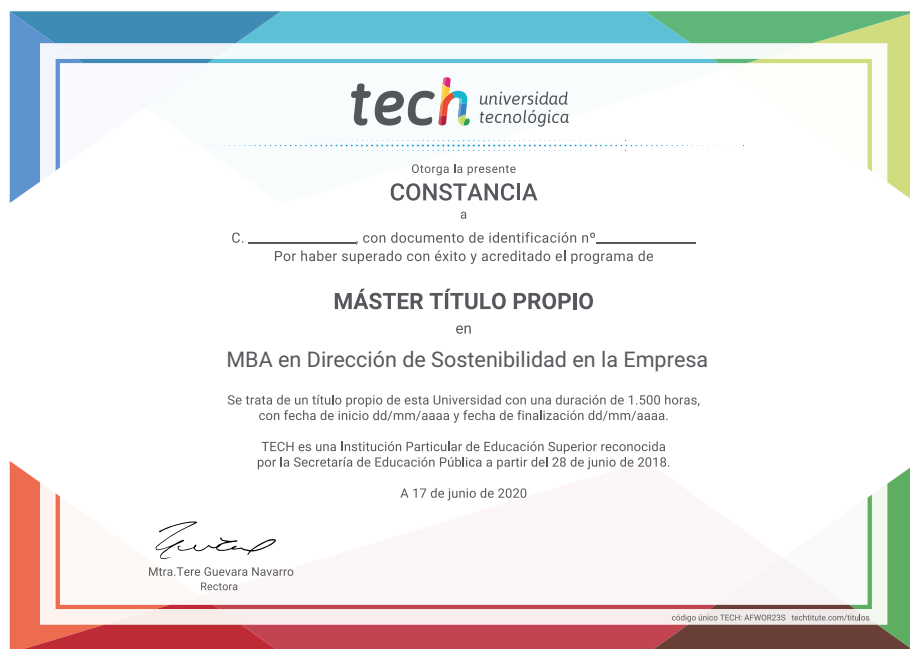 tech universidad
tecnológica
Otorga la presente
CONSTANCIA
a
C. ____________, con documento de identificación nº___________
Por haber superado con éxito y acreditado el programa de
MÁSTER TÍTULO PROPIO
en
MBA en Dirección de Sostenibilidad en la Empresa
Se trata de un título propio de esta Universidad con una duración de 1.500 horas,
con fecha de inicio dd/mm/aaaa y fecha de finalización dd/mm/aaaa.
TECH es una Institución Particular de Educación Superior reconocida
por la Secretaría de Educación Pública a partir del 28 de junio de 2018.
A 17 de junio de 2020
Mtra.Tere Guevara Navarro
Rectora
código único TECH: AFWOR23S techtitute.com/titulos